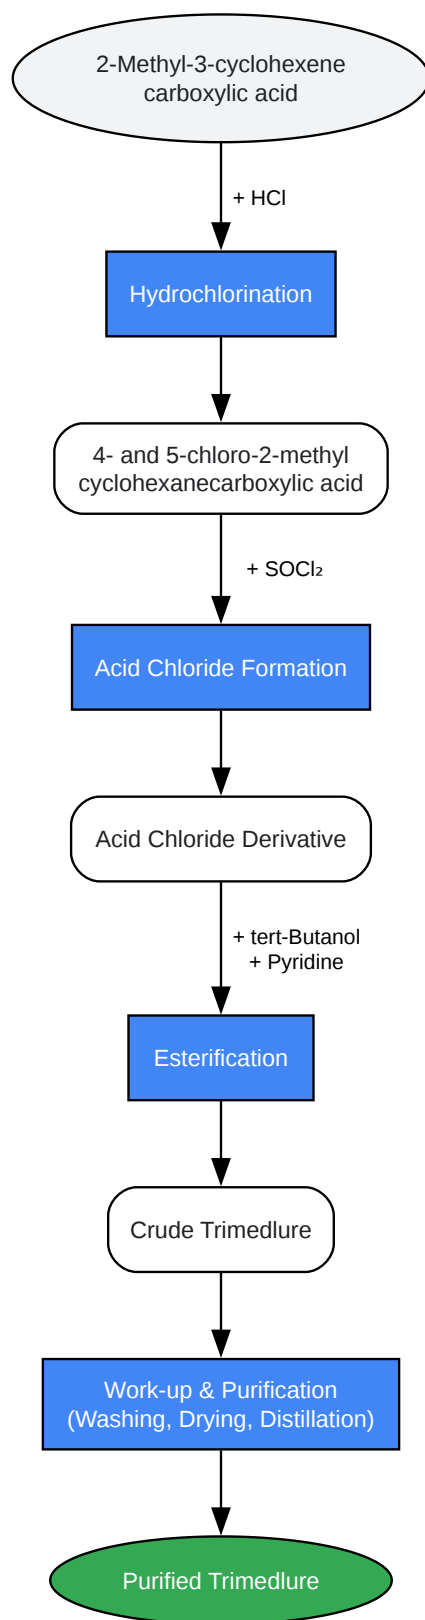 2-Methyl-3-cyclohexene
carboxylic acid
+ HCl
Hydrochlorination
4- and 5-chloro-2-methyl
cyclohexanecarboxylic acid
+ SOCl₂
Acid Chloride Formation
Acid Chloride Derivative
+ tert-Butanol
+ Pyridine
Esterification
Crude Trimedlure
Work-up & Purification
(Washing, Drying, Distillation)
Purified Trimedlure